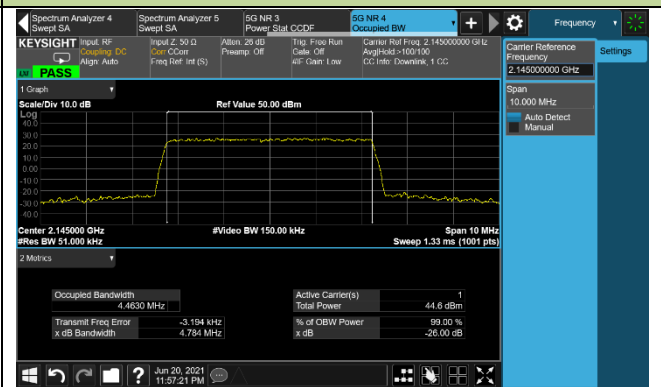 Spectrum Analyzer 4 Spectrum Analyzer 5 5G NR 3 5G NR 4 Frequency
Swept SA Swept SA Power Stat CCDF Occupied BW
KEYSIGHT Input: RF Input Z: 50 Ω Atten: 26 dB Trig: Free Run Carrier Ref Freq: 2.145000000 GHz
Coupling: DC Corr CCorr Preamp: Off Gate: Off Avg|Hold:>100/100
Align: Auto Freq Ref: Int (S) #IF Gain: Low CC Info: Downlink, 1 CC
PASS
Carrier Reference Frequency
2.145000000 GHz
Settings
Span
10.000 MHz
Auto Detect
Manual
1 Graph
Scale/Div 10.0 dB Ref Value 50.00 dBm
Log
40.0
30.0
20.0
10.0
0.00
-10.0
-20.0
-30.0
-40.0
Center 2.145000 GHz #Video BW 150.00 kHz Span 10 MHz
#Res BW 51.000 kHz Sweep 1.33 ms (1001 pts)
2 Metrics
Occupied Bandwidth Active Carrier(s) 1
4.4630 MHz Total Power 44.6 dBm
Transmit Freq Error -3.194 kHz % of OBW Power 99.00 %
x dB Bandwidth 4.784 MHz x dB -26.00 dB
? Jun 20, 2021
11:57:21 PM